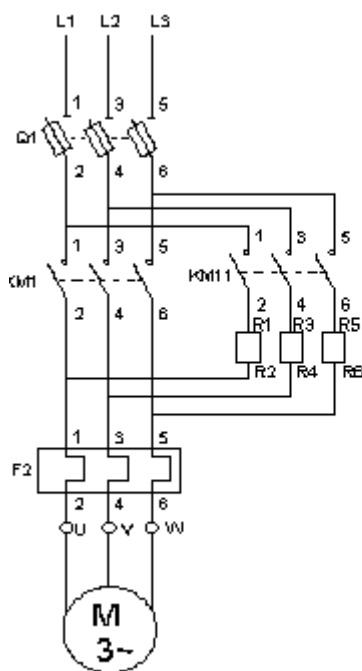 L1 L2 L3
1 3 5
Q1
2 4 6
1 3 5 1 3 5
KM1 KM11
2 4 6 2 4 6
R1 R3 R5
R2 R4 R6
1 3 5
F2
2 4 6
U V W
M
3~